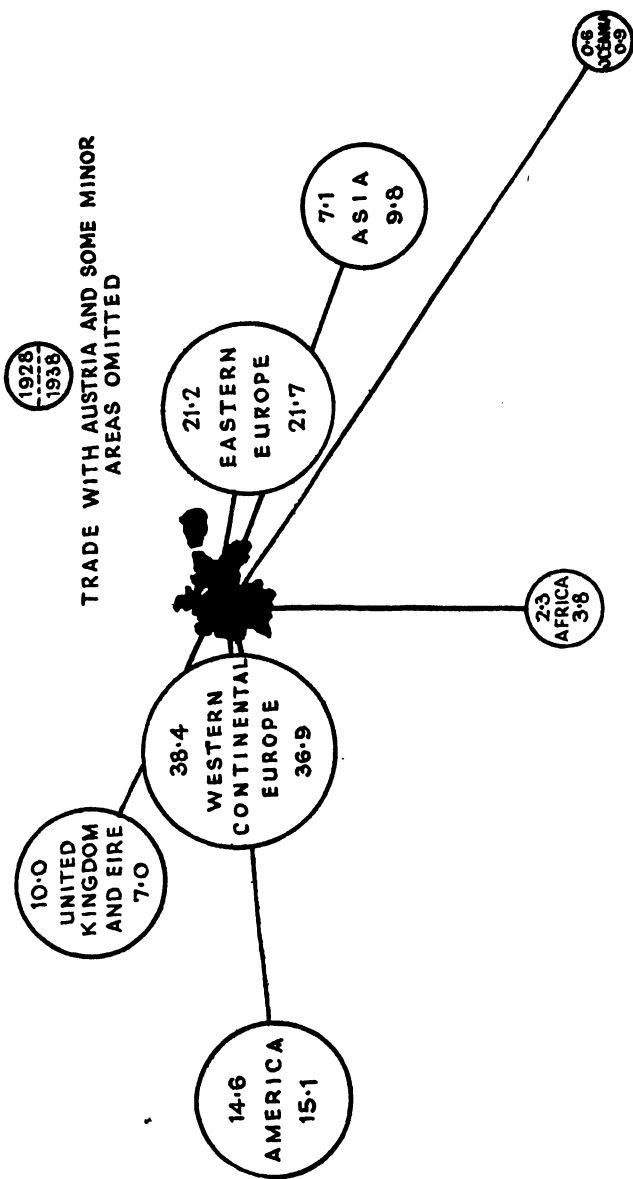 1928
1938
TRADE WITH AUSTRIA AND SOME MINOR
AREAS OMITTED
10·0
UNITED
KINGDOM
AND EIRE
7·0
38·4
WESTERN
CONTINENTAL
EUROPE
36·9
21·2
EASTERN
EUROPE
21·7
7·1
ASIA
9·8
14·6
AMERICA
15·1
2·3
AFRICA
3·8
0·6
OCEANIA
0·9